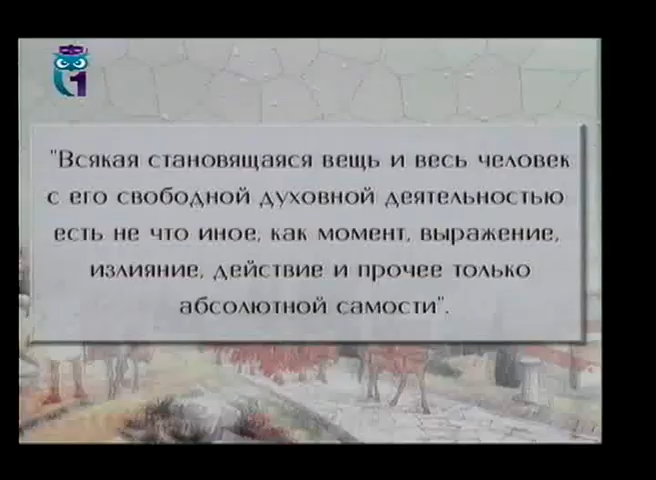 1
"Всякая становящаяся вещь и весь человек
с его свободной духовной деятельностью
есть не что иное, как момент, выражение,
излияние, действие и прочее только
абсолютной самости".